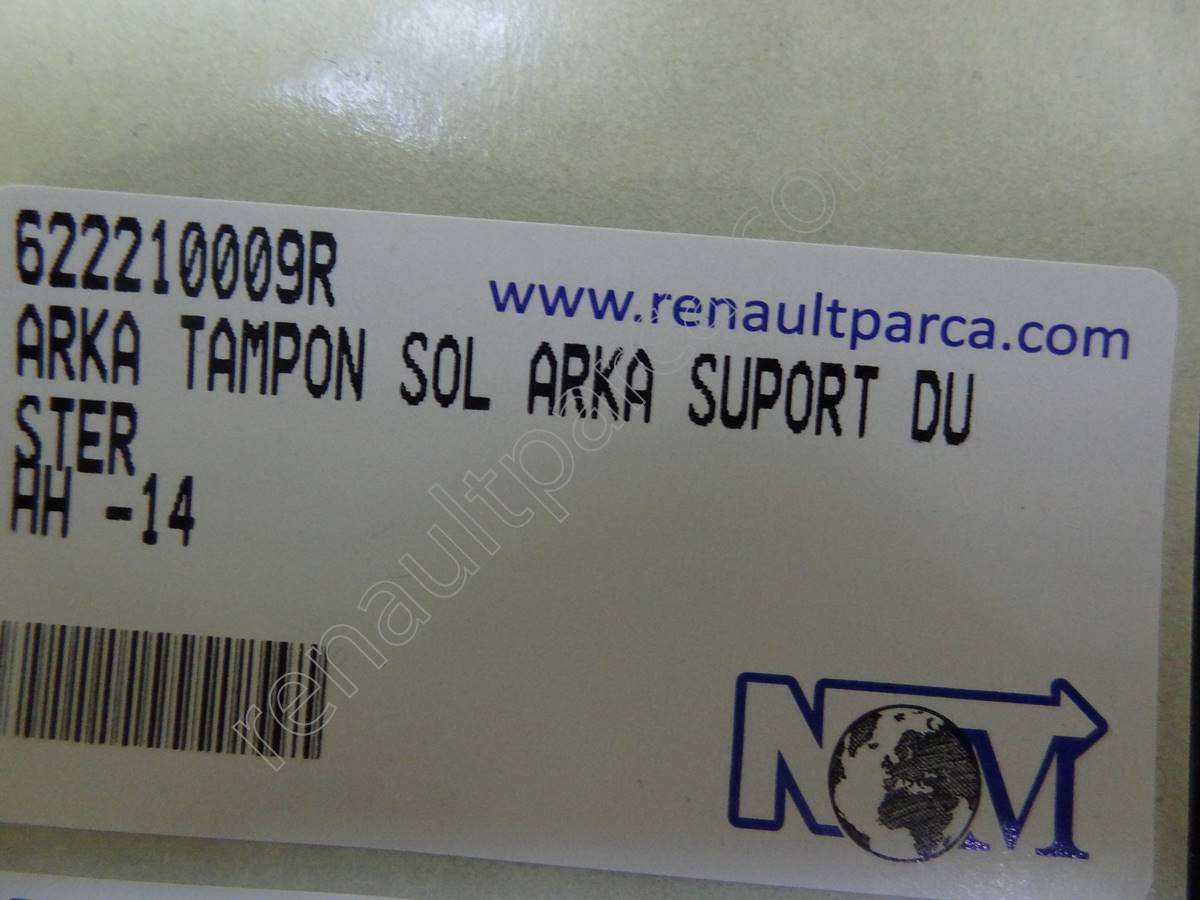 622210009R
www.renaultparca.com
ARKA TAMPON SOL ARKA SUPORT DU
STER
AH -14
NOM
renaultparca.com